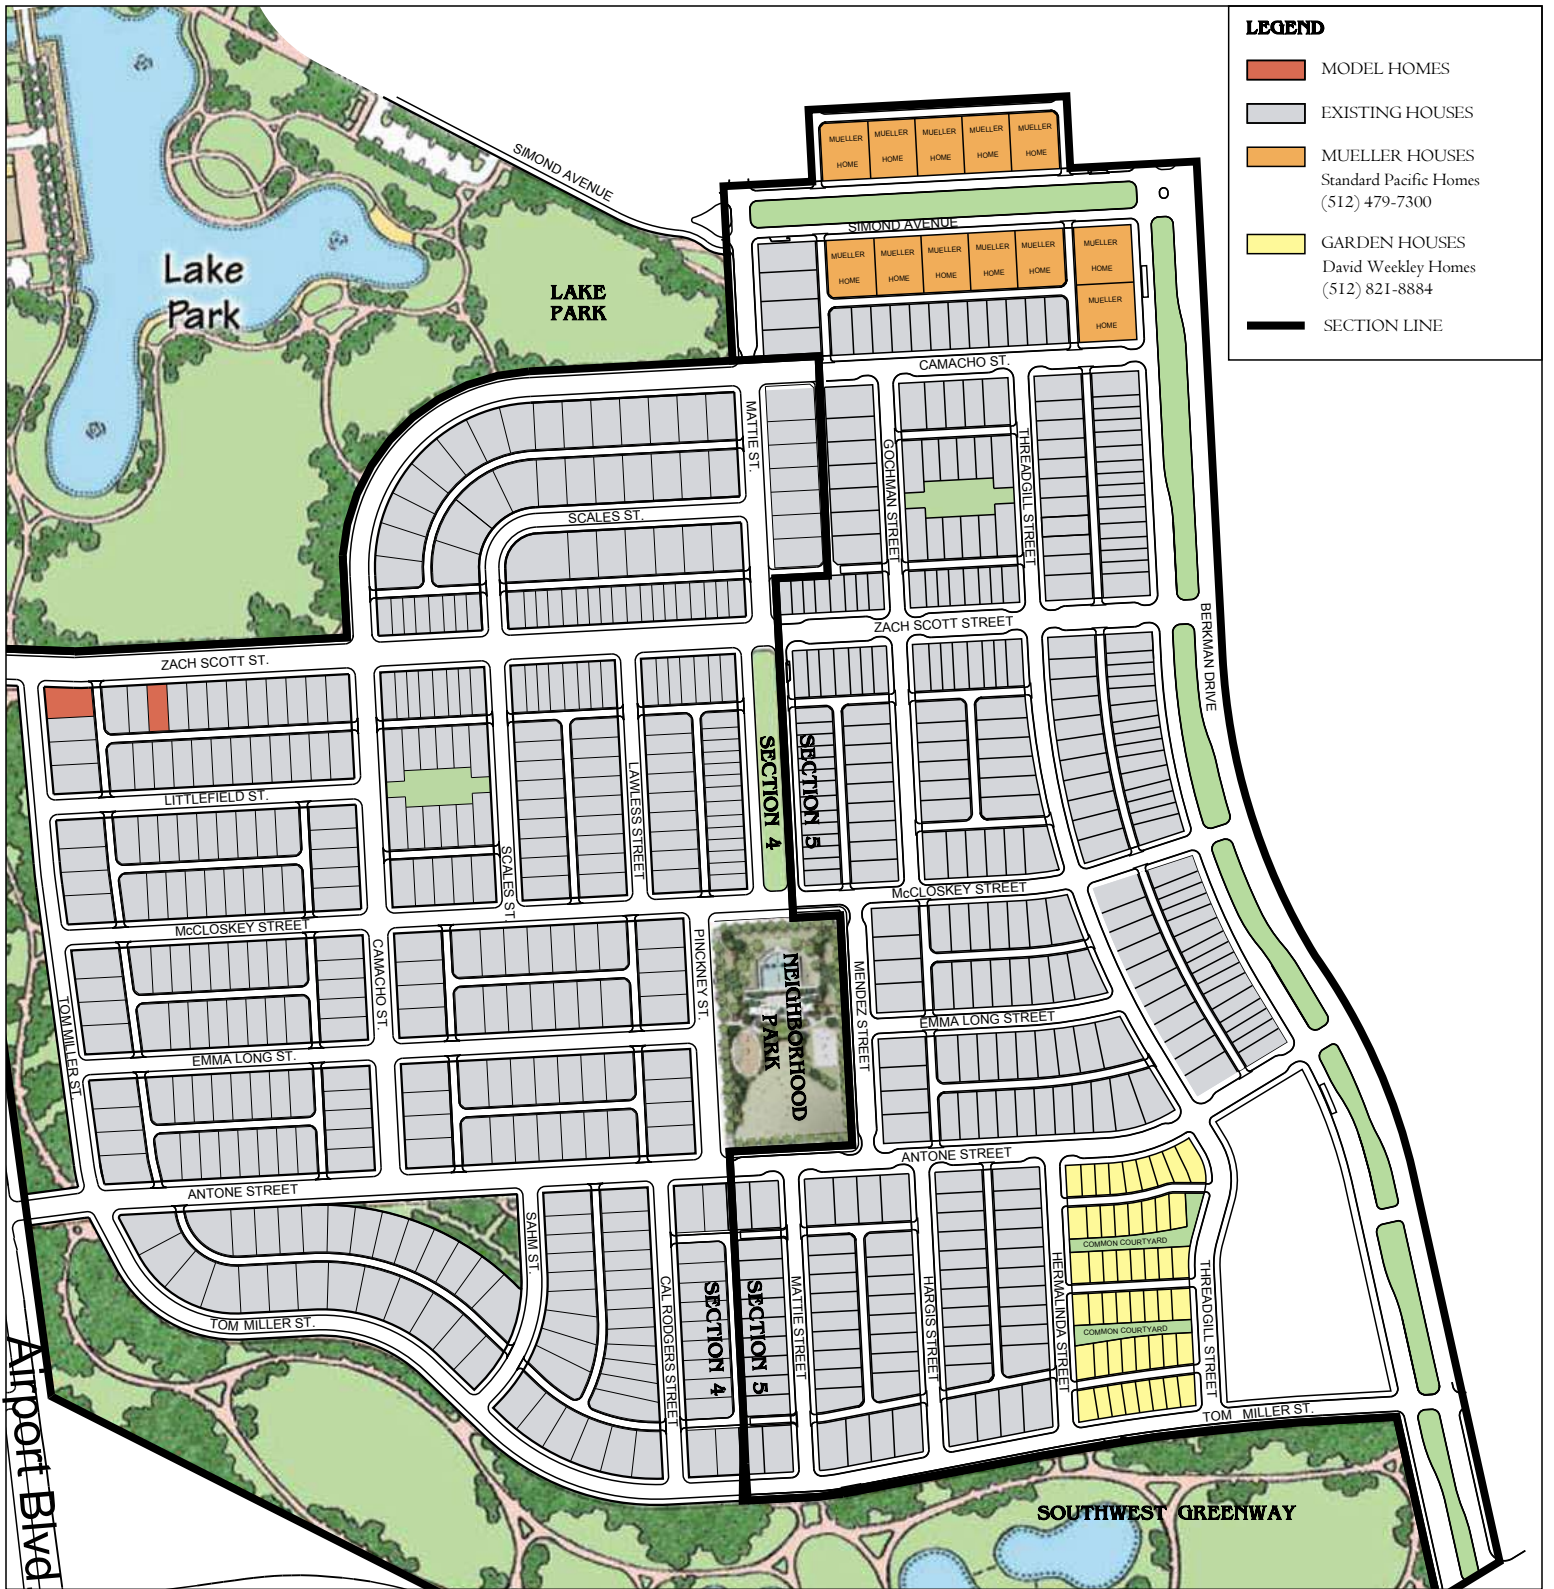 LEGEND
MODEL HOMES
EXISTING HOUSES
MUELLER HOUSES
Standard Pacific Homes
(512) 479-7300
GARDEN HOUSES
David Weekley Homes
(512) 821-8884
SECTION LINE
SIMOND AVENUE
MUELLER
HOME
MUELLER
HOME
MUELLER
HOME
MUELLER
HOME
MUELLER
HOME
SIMOND AVENUE
MUELLER
HOME
MUELLER
HOME
MUELLER
HOME
MUELLER
HOME
MUELLER
HOME
MUELLER
HOME
MUELLER
HOME
Lake
Park
LAKE
PARK
CAMACHO ST.
MATTIE ST.
GOCHMAN STREET
THREADGILL STREET
SCALES ST.
ZACH SCOTT STREET
BERKMAN DRIVE
ZACH SCOTT ST.
LITTLEFIELD ST.
LAWLESS STREET
SECTION 4
SECTION 5
SCALES ST.
McCLOSKEY STREET
McCLOSKEY STREET
CAMACHO ST.
PINCKNEY ST.
NEIGHBORHOOD
PARK
MENDEZ STREET
TOM MILLER ST.
EMMA LONG STREET
EMMA LONG ST.
ANTONE STREET
ANTONE STREET
SAHM ST.
COMMON COURTYARD
CAL RODGERS STREET
SECTION 4
SECTION 5
MATTIE STREET
HARGIS STREET
HERMALINDA STREET
THREADGILL STREET
COMMON COURTYARD
TOM MILLER ST.
TOM MILLER ST.
Airport Blvd
SOUTHWEST GREENWAY